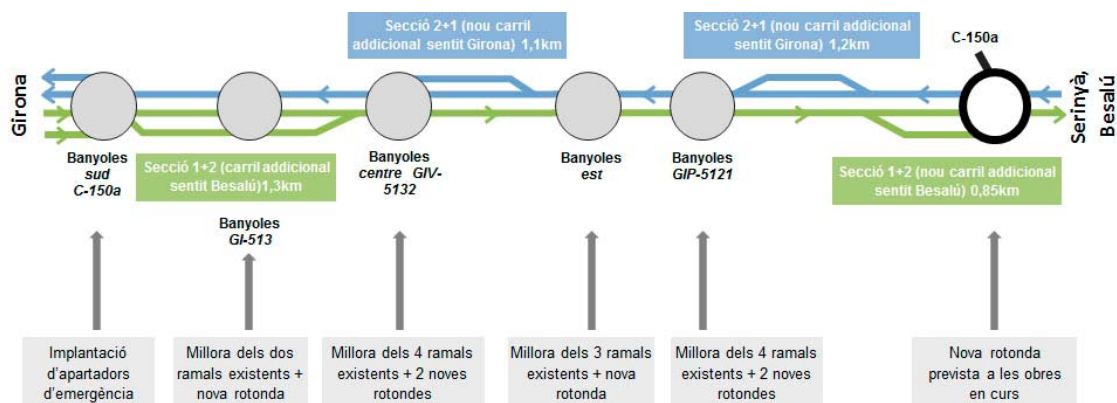 Secció 2+1 (nou carril
addicional sentit Girona) 1,1km
Secció 2+1 (nou carril addicional
sentit Girona) 1,2km
C-150a
Girona
Serinyà,
Besalú
Banyoles
sud
C-150a
Secció 1+2 (carril addicional
sentit Besalú)1,3km
Banyoles
GI-513
Banyoles
centre GIV-
5132
Banyoles
est
Banyoles
GIP-5121
Secció 1+2 (nou carril addicional
sentit Besalú) 0,85km
Implantació
d'apartadors
d'emergència
Millora dels dos
ramals existents +
nova rotonda
Millora dels 4 ramals
existents + 2 noves
rotondes
Millora dels 3 ramals
existents + nova
rotonda
Millora dels 4 ramals
existents + 2 noves
rotondes
Nova rotonda
prevista a les obres
en curs